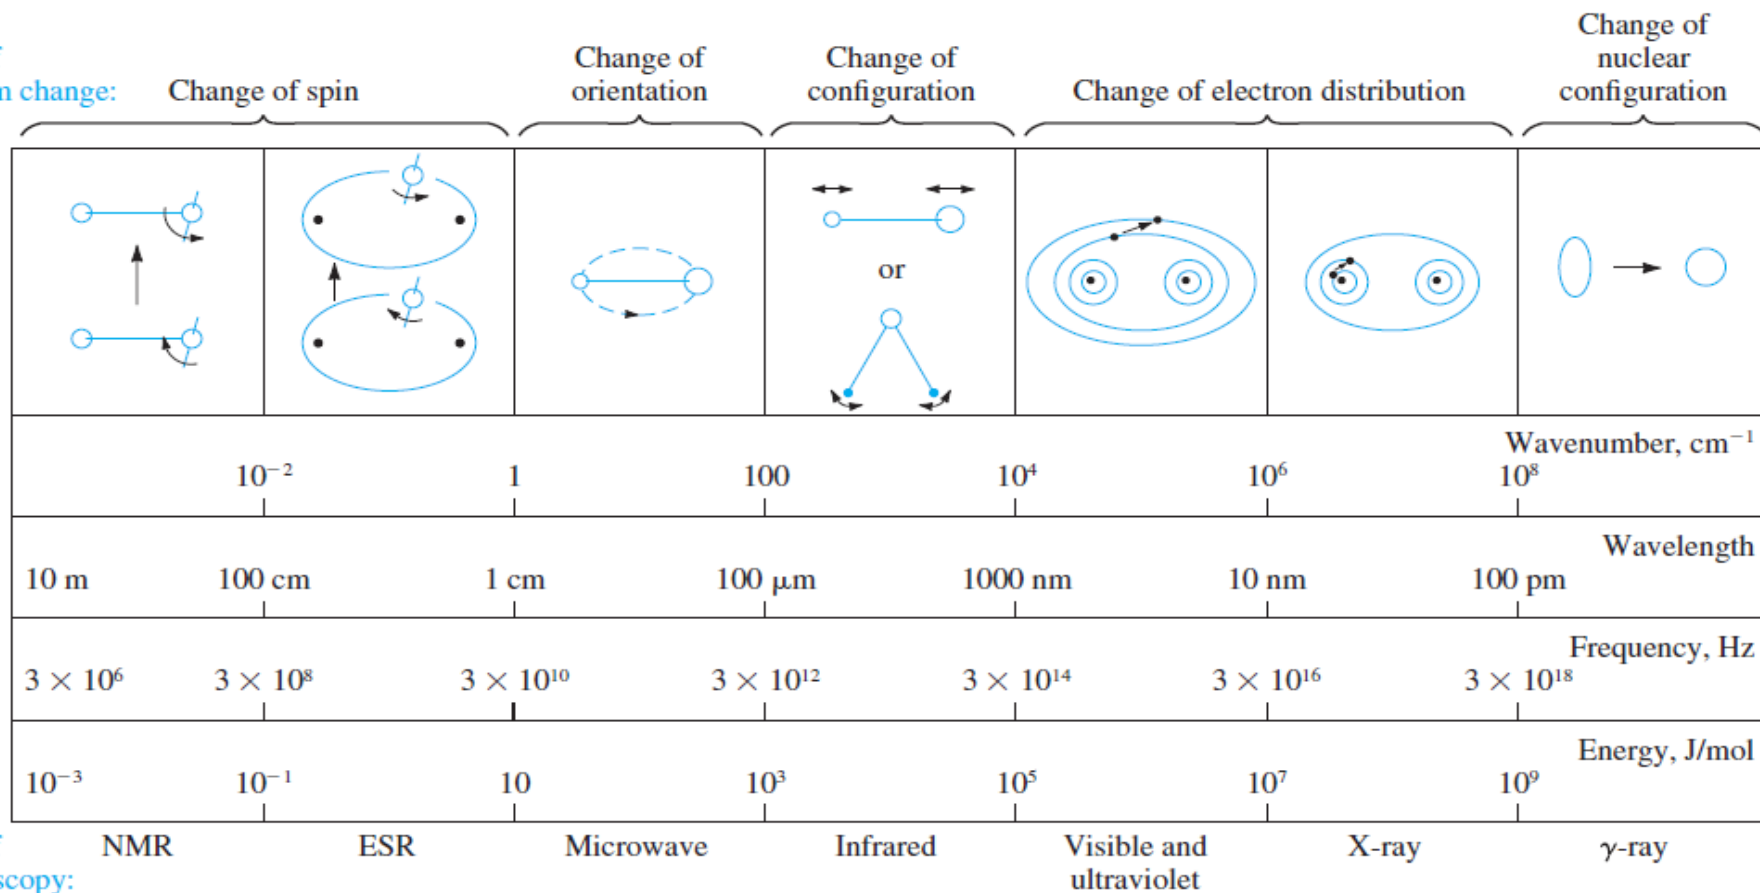 change:
Change of spin
Change of
orientation
Change of
configuration
Change of electron distribution
Change of
nuclear
configuration
or
Wavenumber, cm⁻¹
10⁻² 1 100 10⁴ 10⁶ 10⁸
Wavelength
10 m 100 cm 1 cm 100 μm 1000 nm 10 nm 100 pm
Frequency, Hz
3 × 10⁶ 3 × 10⁸ 3 × 10¹⁰ 3 × 10¹² 3 × 10¹⁴ 3 × 10¹⁶ 3 × 10¹⁸
Energy, J/mol
10⁻³ 10⁻¹ 10 10³ 10⁵ 10⁷ 10⁹
NMR ESR Microwave Infrared Visible and
ultraviolet
X-ray γ-ray
scopy: